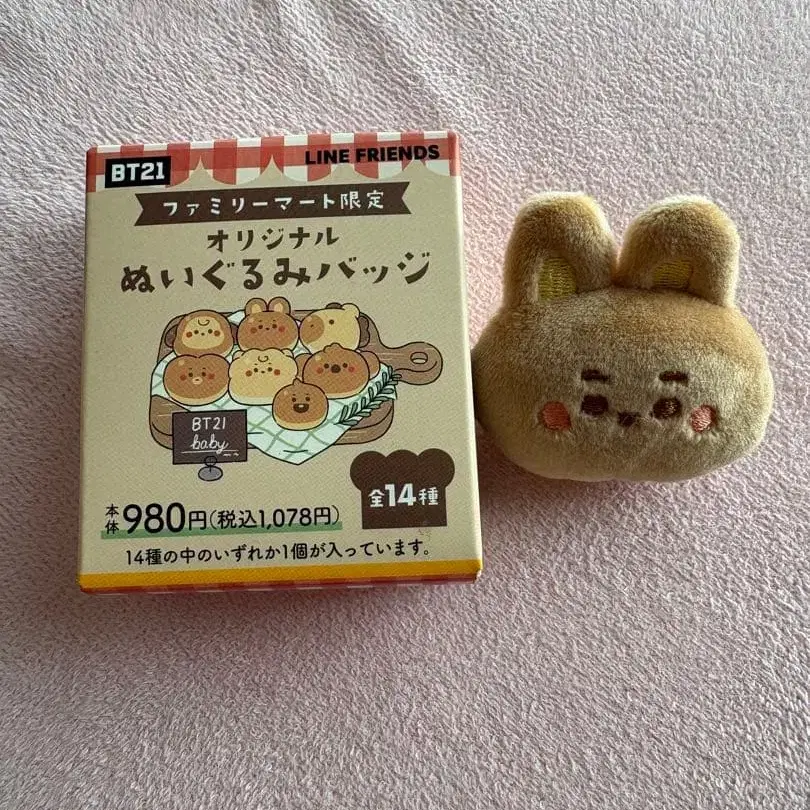 BT21
LINE FRIENDS
ファミリーマート限定
オリジナル
ぬいぐるみバッジ
BT21
baby
全14種
本体980円(税込1,078円)
14種の中のいずれか1個が入っています。